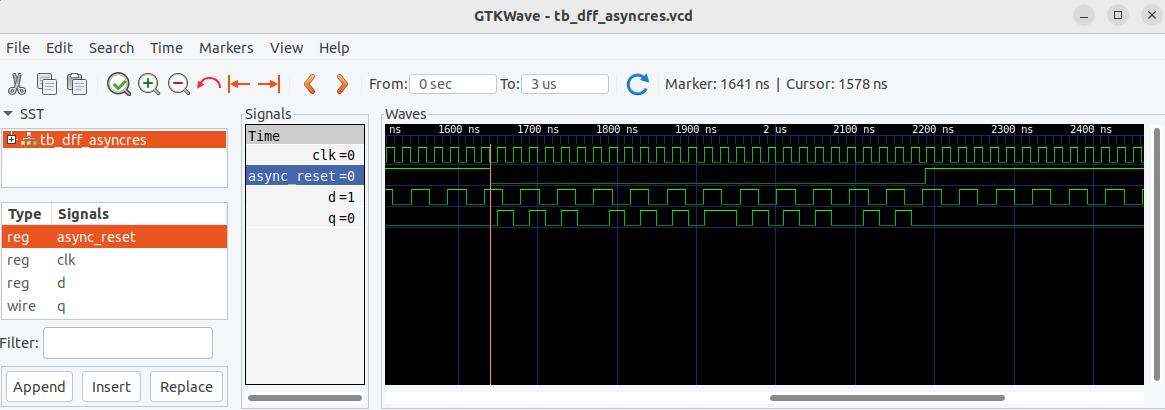 GTKWave - tb_dff_asyncres.vcd
File Edit Search Time Markers View Help
From: 0 sec To: 3 us Marker: 1641 ns | Cursor: 1578 ns
SST
tb_dff_asyncres
Type Signals
reg async_reset
reg clk
reg d
wire q
Filter:
Append Insert Replace
Signals
Time
clk=0
async_reset=0
d=1
q=0
Waves
ns 1600 ns 1700 ns 1800 ns 1900 ns 2 us 2100 ns 2200 ns 2300 ns 2400 ns